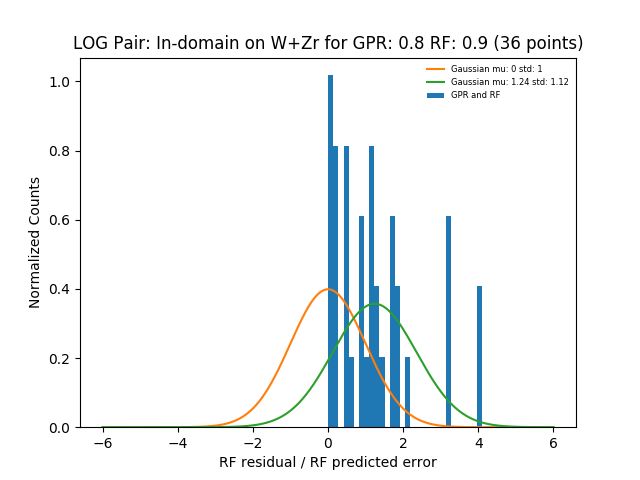 LOG Pair: In-domain on W+Zr for GPR: 0.8 RF: 0.9 (36 points)
Gaussian mu: 0 std: 1
Gaussian mu: 1.24 std: 1.12
GPR and RF
Normalized Counts
1.0
0.8
0.6
0.4
0.2
0.0
−6 −4 −2 0 2 4 6
RF residual / RF predicted error